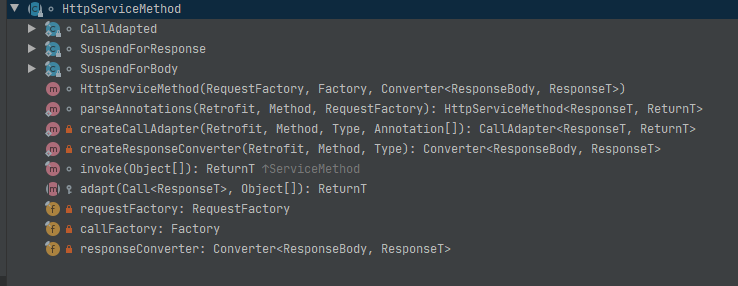 HttpServiceMethod
CallAdapted
SuspendForResponse
SuspendForBody
HttpServiceMethod(RequestFactory, Factory, Converter<ResponseBody, ResponseT>)
parseAnnotations(Retrofit, Method, RequestFactory): HttpServiceMethod<ResponseT, ReturnT>
createCallAdapter(Retrofit, Method, Type, Annotation[]): CallAdapter<ResponseT, ReturnT>
createResponseConverter(Retrofit, Method, Type): Converter<ResponseBody, ResponseT>
invoke(Object[]): ReturnT ↑ServiceMethod
adapt(Call<ResponseT>, Object[]): ReturnT
requestFactory: RequestFactory
callFactory: Factory
responseConverter: Converter<ResponseBody, ResponseT>